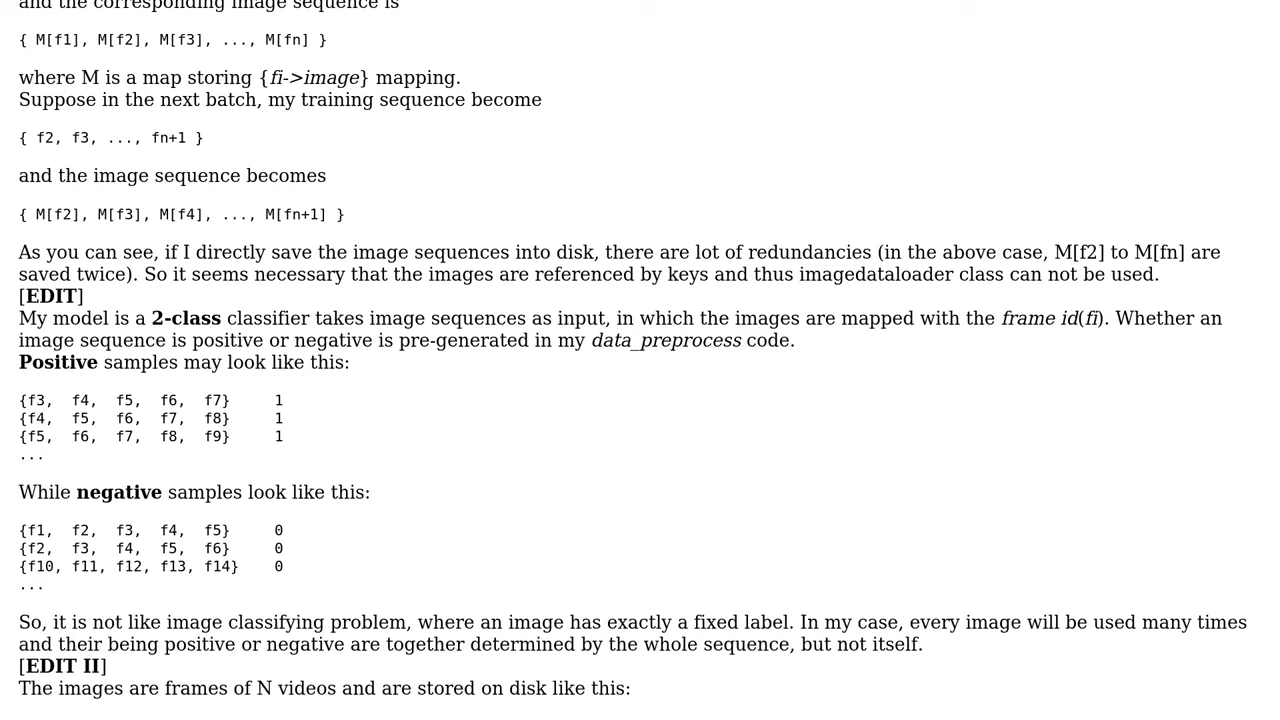 and the corresponding image sequence is
{ M[f1], M[f2], M[f3], ..., M[fn] }
where M is a map storing {fi->image} mapping.
Suppose in the next batch, my training sequence become
{ f2, f3, ..., fn+1 }
and the image sequence becomes
{ M[f2], M[f3], M[f4], ..., M[fn+1] }
As you can see, if I directly save the image sequences into disk, there are lot of redundancies (in the above case, M[f2] to M[fn] are
saved twice). So it seems necessary that the images are referenced by keys and thus imagedataloader class can not be used.
[EDIT]
My model is a 2-class classifier takes image sequences as input, in which the images are mapped with the frame id(fi). Whether an
image sequence is positive or negative is pre-generated in my data_preprocess code.
Positive samples may look like this:
{f3,  f4,  f5,  f6,  f7}     1
{f4,  f5,  f6,  f7,  f8}     1
{f5,  f6,  f7,  f8,  f9}     1
...
While negative samples look like this:
{f1,  f2,  f3,  f4,  f5}     0
{f2,  f3,  f4,  f5,  f6}     0
{f10, f11, f12, f13, f14}    0
...
So, it is not like image classifying problem, where an image has exactly a fixed label. In my case, every image will be used many times
and their being positive or negative are together determined by the whole sequence, but not itself.
[EDIT II]
The images are frames of N videos and are stored on disk like this: